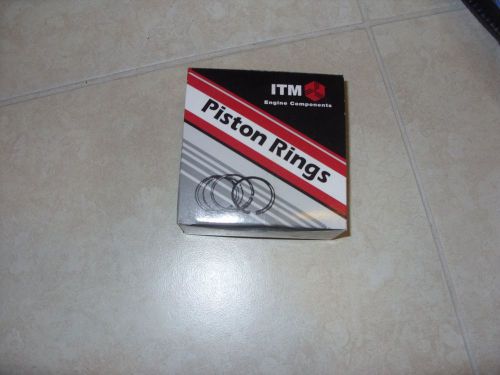 ITM
Engine Components
Piston Rings